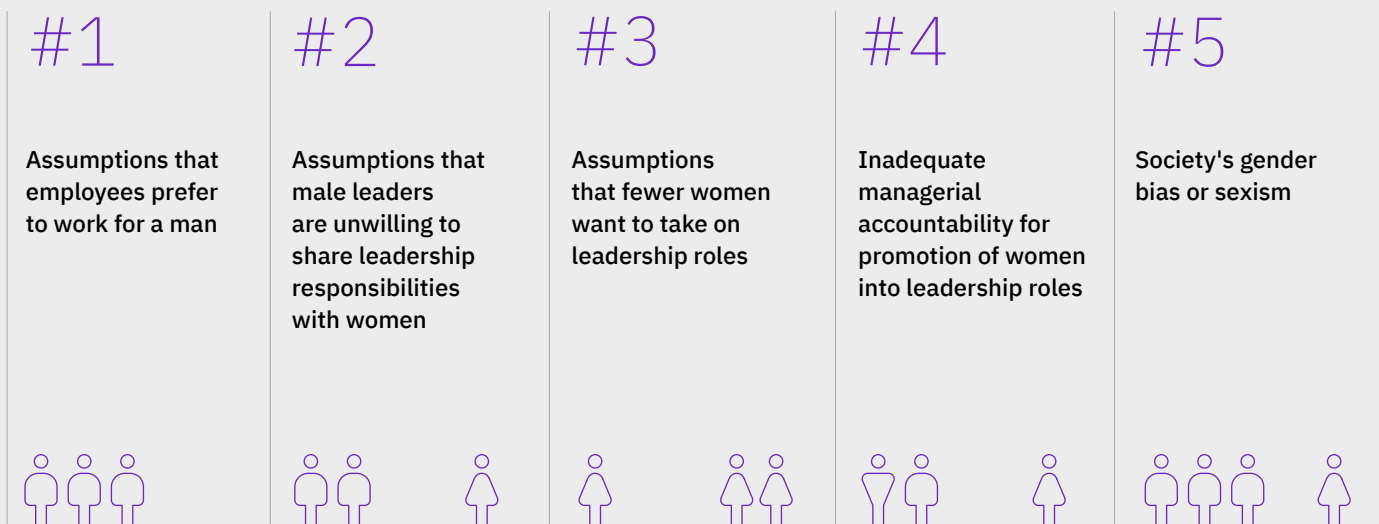 #1
Assumptions that
employees prefer
to work for a man
#2
Assumptions that
male leaders
are unwilling to
share leadership
responsibilities
with women
#3
Assumptions
that fewer women
want to take on
leadership roles
#4
Inadequate
managerial
accountability for
promotion of women
into leadership roles
#5
Society's gender
bias or sexism